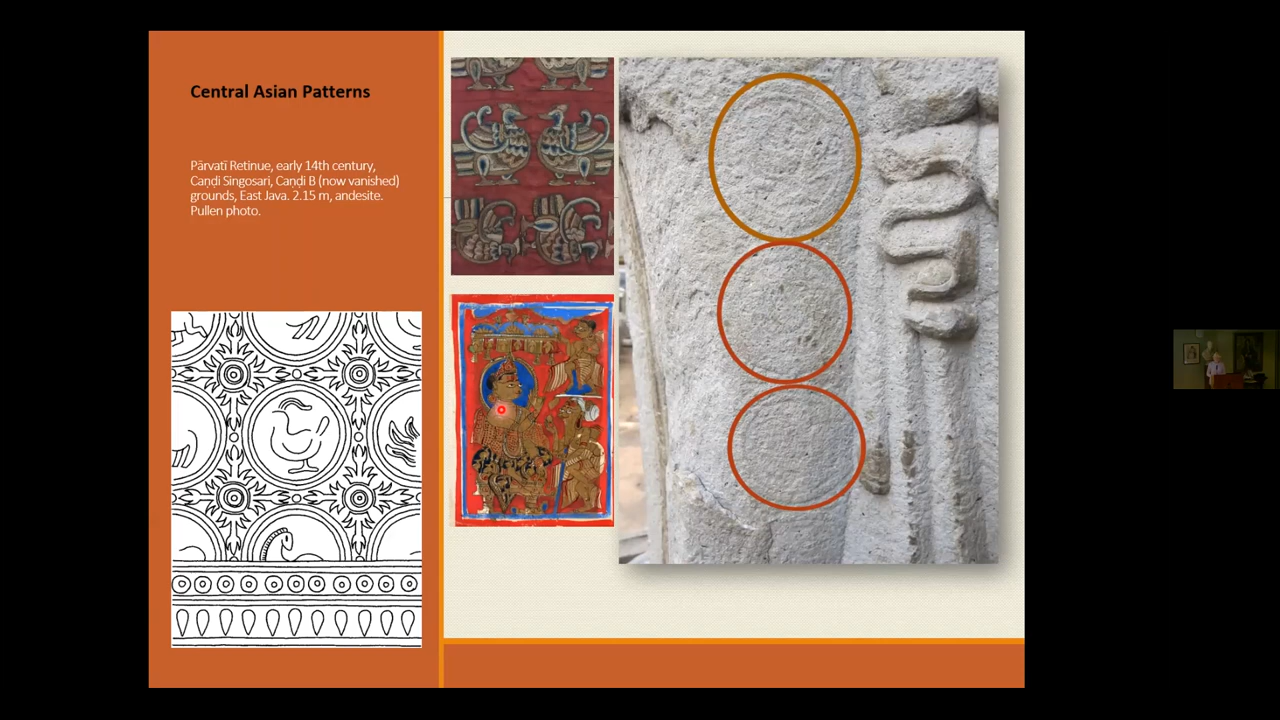 Central Asian Patterns
Pārvatī Retinue, early 14th century,
Caṇḍi Singosari, Caṇḍi B (now vanished)
grounds, East Java. 2.15 m, andesite.
Pullen photo.